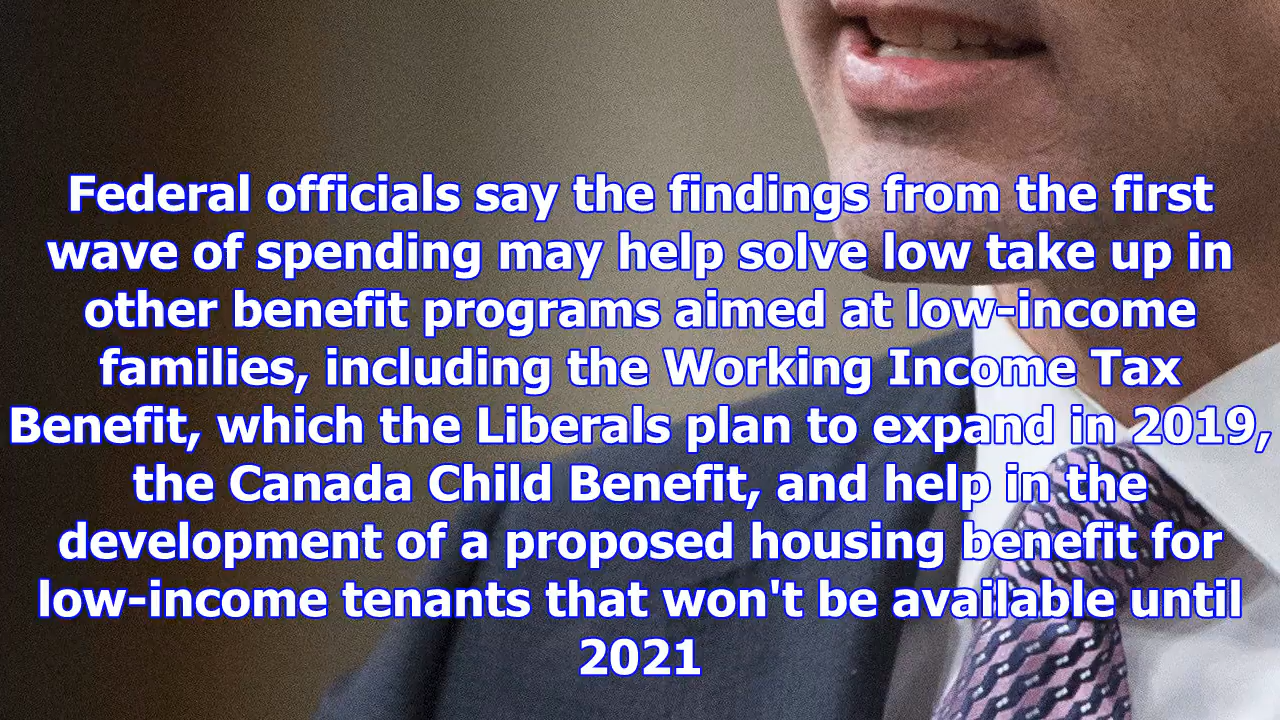 Federal officials say the findings from the first
wave of spending may help solve low take up in
other benefit programs aimed at low-income
families, including the Working Income Tax
Benefit, which the Liberals plan to expand in 2019,
the Canada Child Benefit, and help in the
development of a proposed housing benefit for
low-income tenants that won't be available until
2021